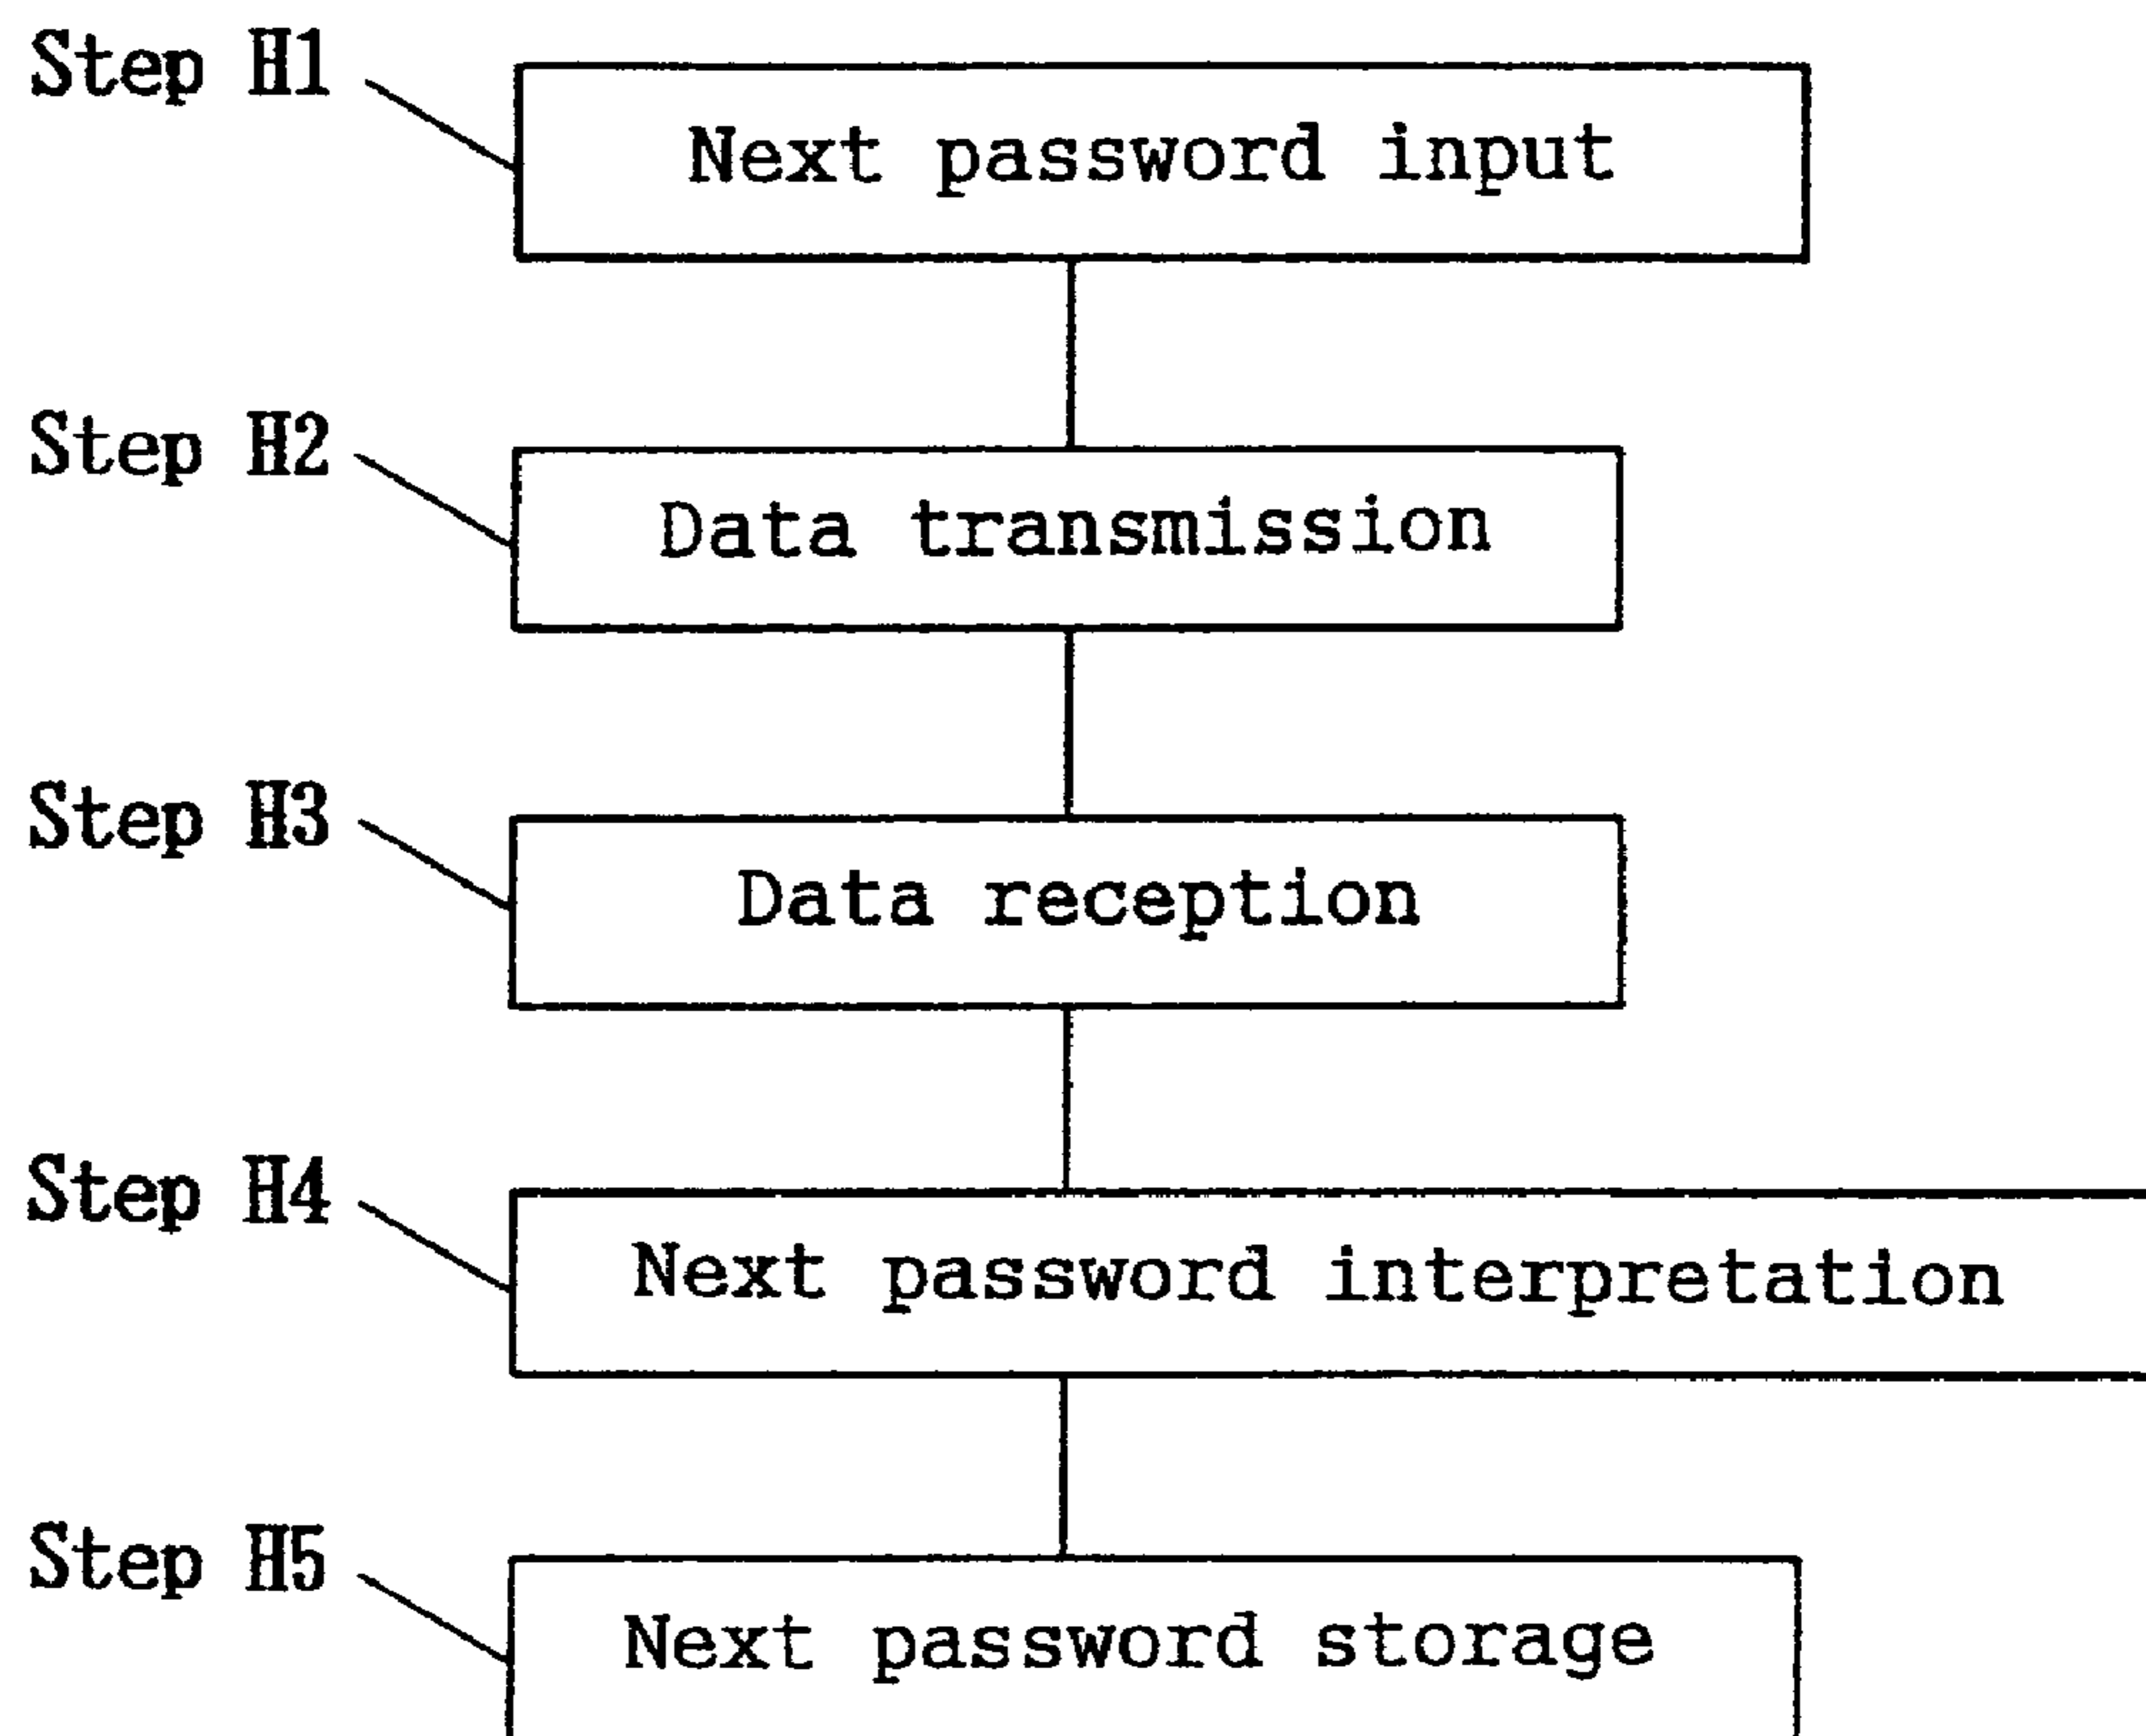 Step H1
Next password input
Step H2
Data transmission
Step H3
Data reception
Step H4
Next password interpretation
Step H5
Next password storage